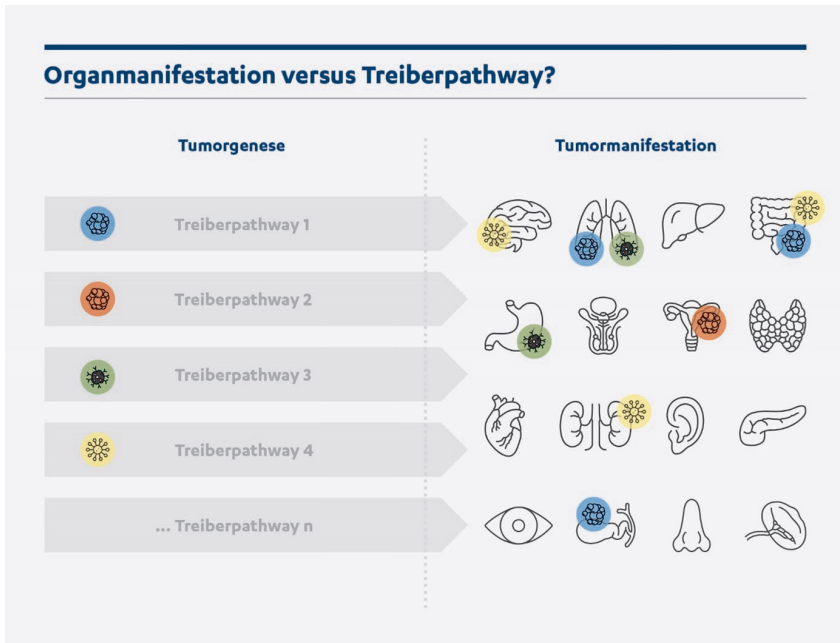 Organmanifestation versus Treiberpathway?
Tumorgenese
Tumormanifestation
Treiberpathway 1
Treiberpathway 2
Treiberpathway 3
Treiberpathway 4
... Treiberpathway n